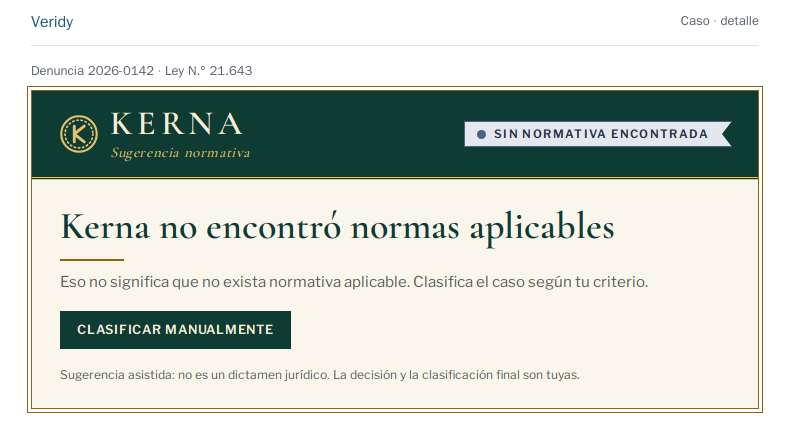 Veridy
Caso · detalle
Denuncia 2026-0142 · Ley N.° 21.643
K
KERNA
Sugerencia normativa
SIN NORMATIVA ENCONTRADA
Kerna no encontró normas aplicables
Eso no significa que no exista normativa aplicable. Clasifica el caso según tu criterio.
CLASIFICAR MANUALMENTE
Sugerencia asistida: no es un dictamen jurídico. La decisión y la clasificación final son tuyas.